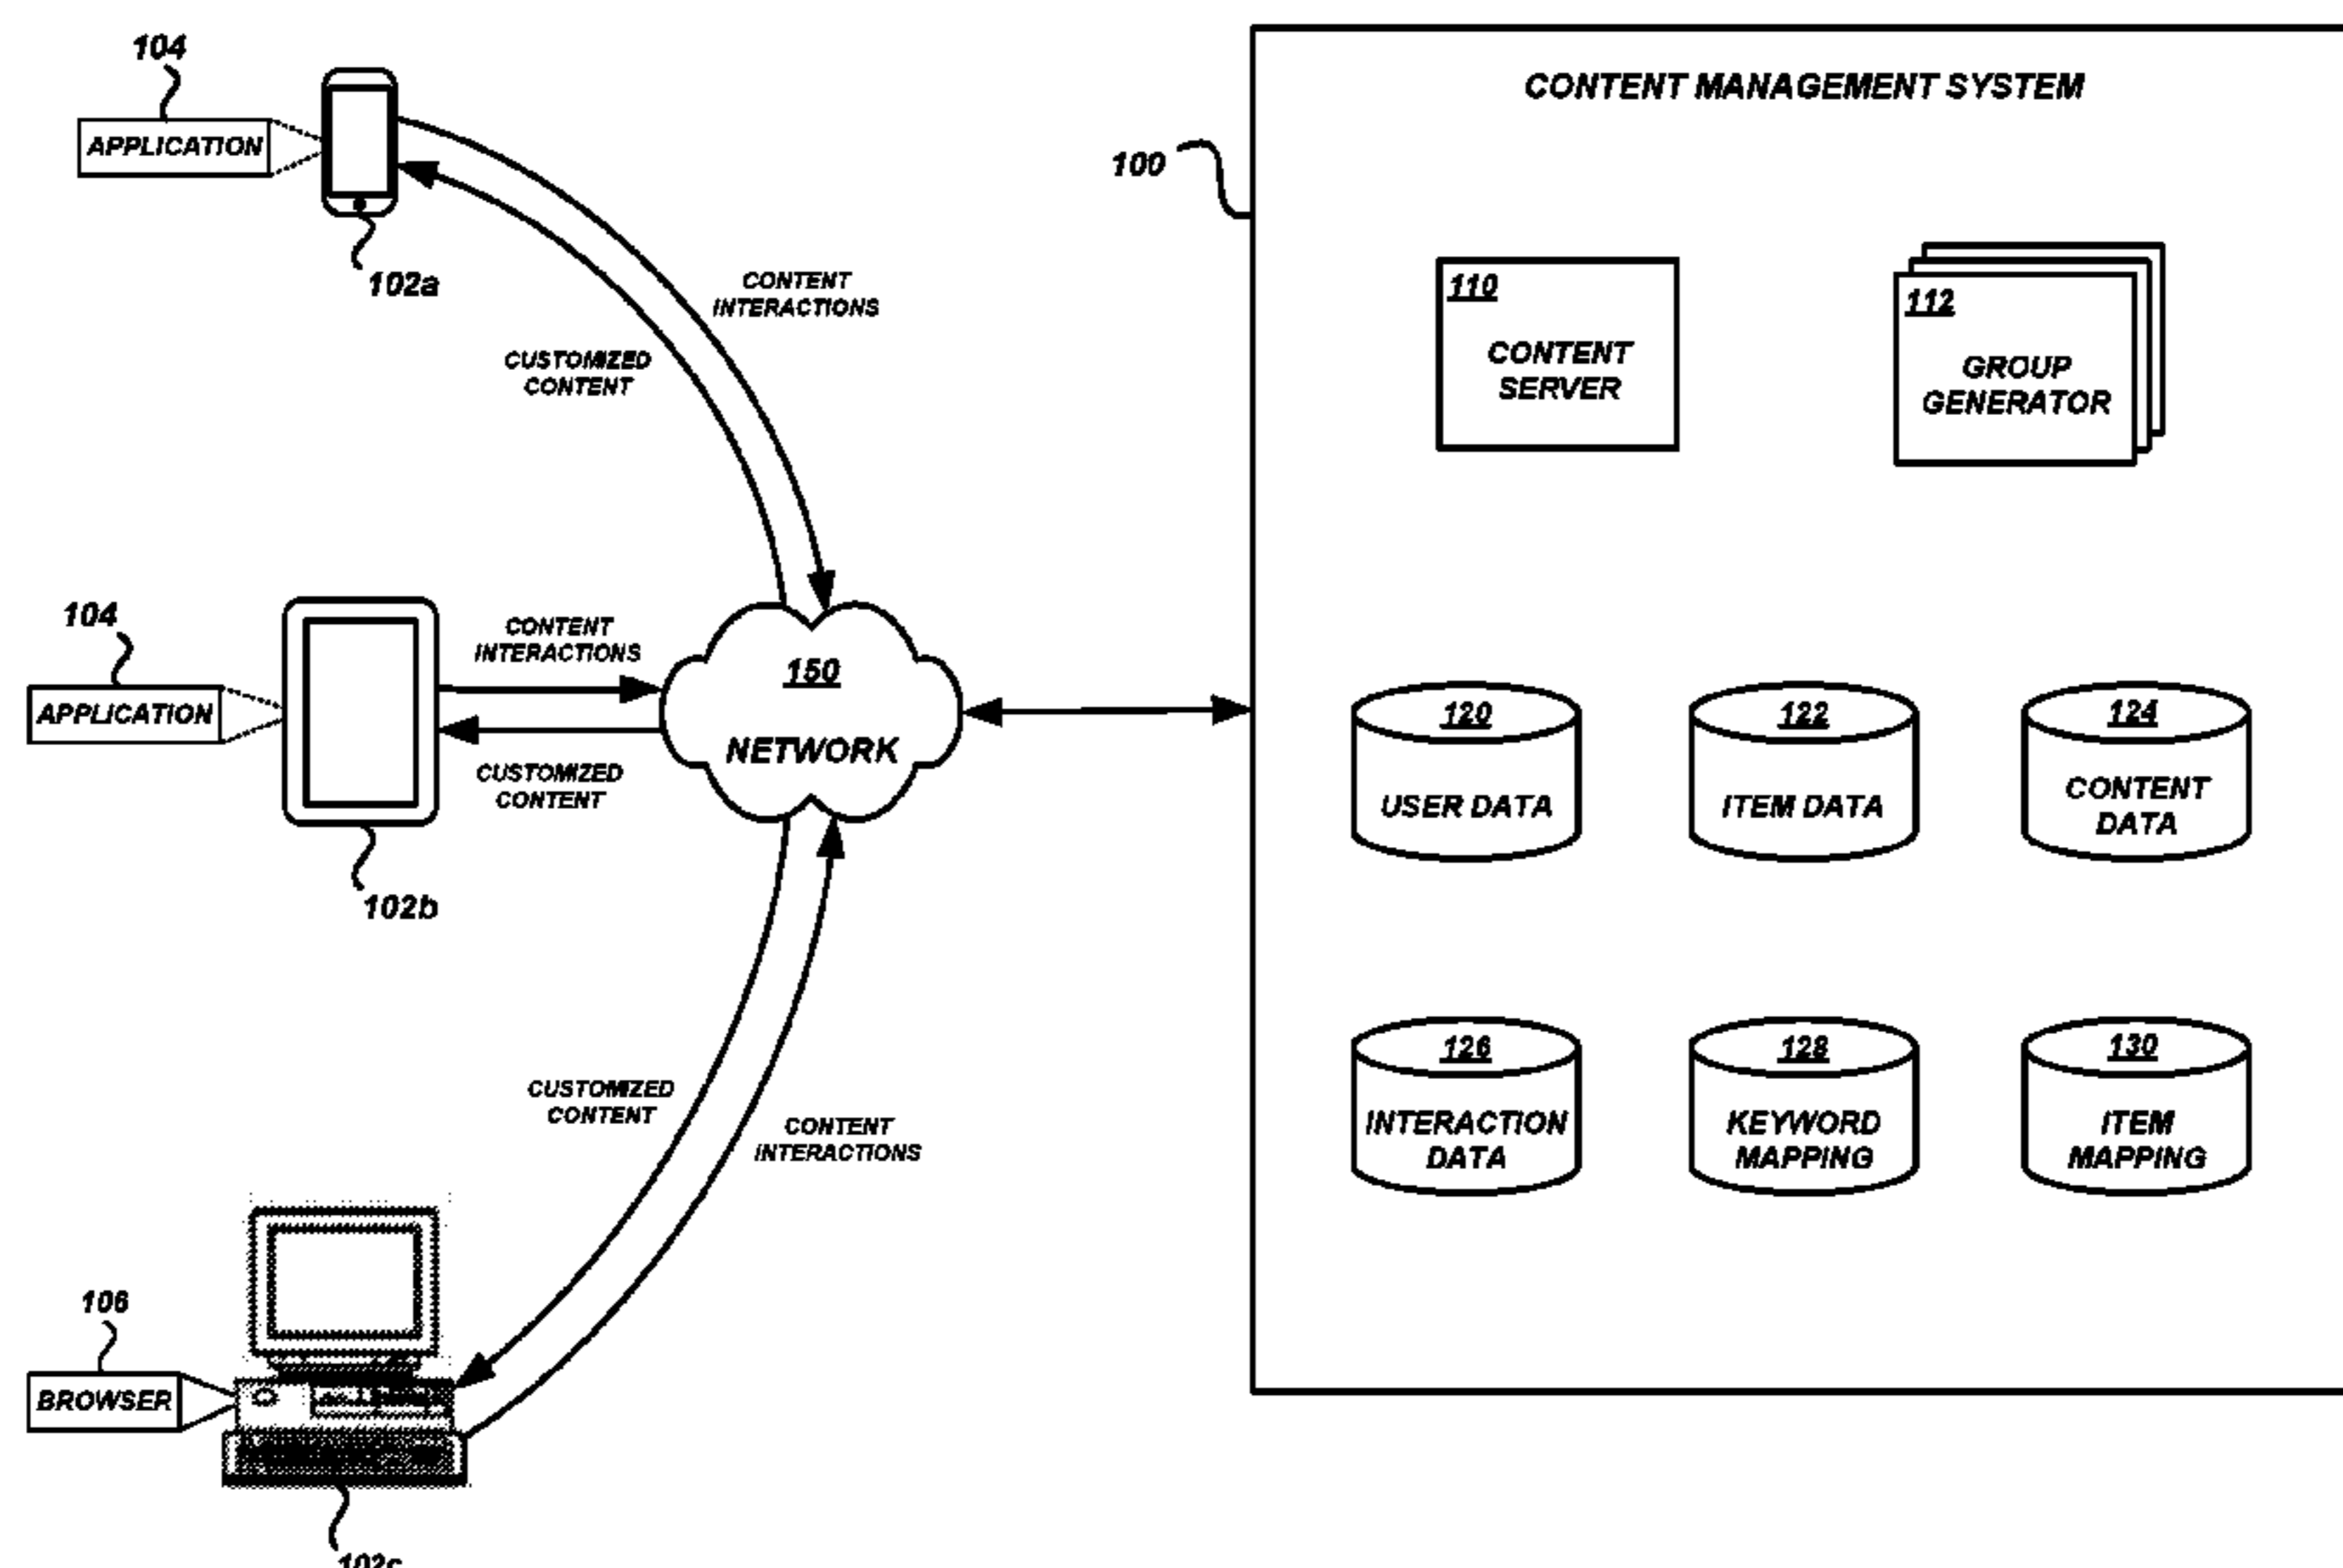 104
APPLICATION
102a
CONTENT
INTERACTIONS
CUSTOMIZED
CONTENT
104
APPLICATION
102b
CONTENT
INTERACTIONS
CUSTOMIZED
CONTENT
150
NETWORK
CUSTOMIZED
CONTENT
CONTENT
INTERACTIONS
106
BROWSER
102c
CONTENT MANAGEMENT SYSTEM
100
110
CONTENT
SERVER
112
GROUP
GENERATOR
120
USER DATA
122
ITEM DATA
124
CONTENT
DATA
126
INTERACTION
DATA
128
KEYWORD
MAPPING
130
ITEM
MAPPING